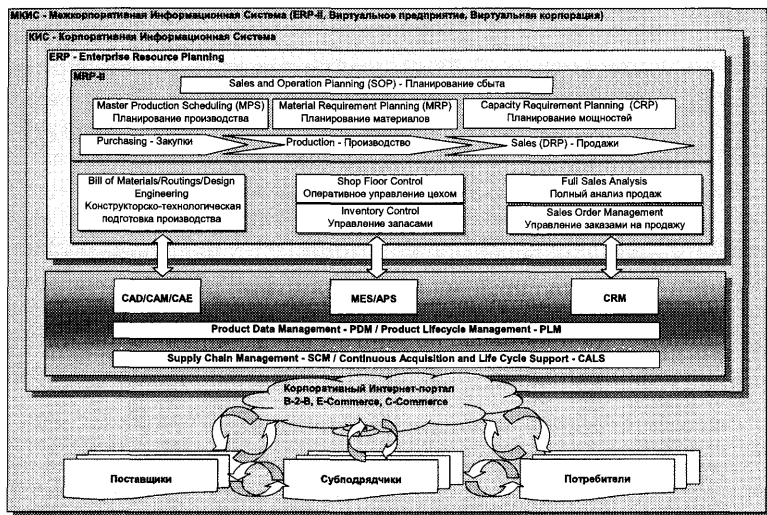 МКИС - Межкорпоративная Информационная Система (ERP-II, Виртуальное предприятие, Виртуальная корпорация)
КИС - Корпоративная Информационная Система
ERP - Enterprise Resource Planning
MRP-II
Sales and Operation Planning (SOP) - Планирование сбыта
Master Production Scheduling (MPS)
Планирование производства
Material Requirement Planning (MRP)
Планирование материалов
Capacity Requirement Planning (CRP)
Планирование мощностей
Purchasing - Закупки
Production - Производство
Sales (DRP) - Продажи
Bill of Materials/Routings/Design
Engineering
Конструкторско-технологическая
подготовка производства
Shop Floor Control
Оперативное управление цехом
Inventory Control
Управление запасами
Full Sales Analysis
Полный анализ продаж
Sales Order Management
Управление заказами на продажу
CAD/CAM/CAE
MES/APS
CRM
Product Data Management - PDM / Product Lifecycle Management - PLM
Supply Chain Management - SCM / Continuous Acquisition and Life Cycle Support - CALS
Корпоративный Интернет-портал
B-2-B, E-Commerce, C-Commerce
Поставщики
Субподрядчики
Потребители